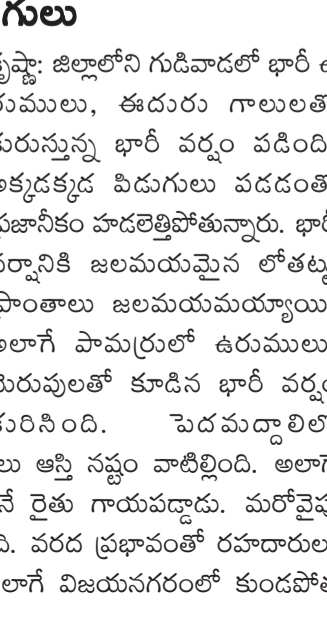 గులు
కృష్ణా: జిల్లాలోని గుడివాడలో భారీ
రుములు, ఈదురు గాలులతో
కురుస్తున్న భారీ వర్షం పడింది.
అక్కడక్కడ పిడుగులు పడడంతో
ప్రజానీకం హడలెత్తిపోతున్నారు. భారీ
వర్షానికి జలమయమైన లోతట్టు
ప్రాంతాలు జలమయమయ్యాయి.
అలాగే పామర్రులో ఉరుములు,
మెరుపులతో కూడిన భారీ వర్షం
కురిసింది. పెదమద్దాలిలో
లు ఆస్తి నష్టం వాటిల్లింది. అలాగే
నే రైతు గాయపడ్డాడు. మరోవైపు
ది. వరద ప్రభావంతో రహదారుల
లాగే విజయనగరంలో కుండపోత